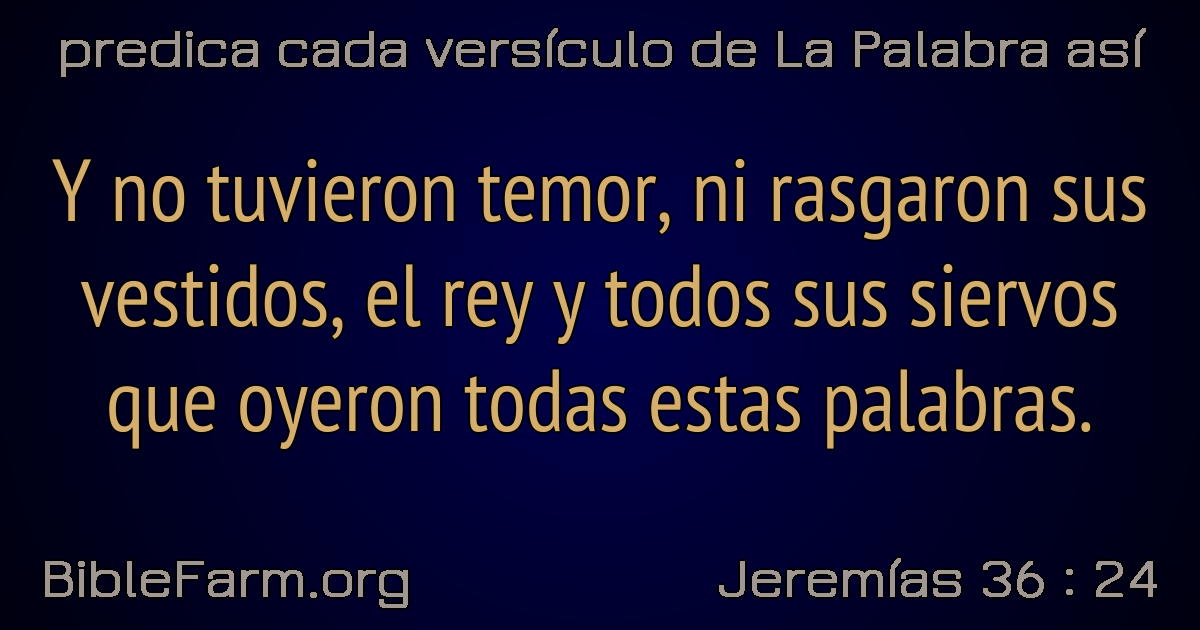 predica cada versículo de La Palabra así
Y no tuvieron temor, ni rasgaron sus
vestidos, el rey y todos sus siervos
que oyeron todas estas palabras.
BibleFarm.org
Jeremías 36 : 24